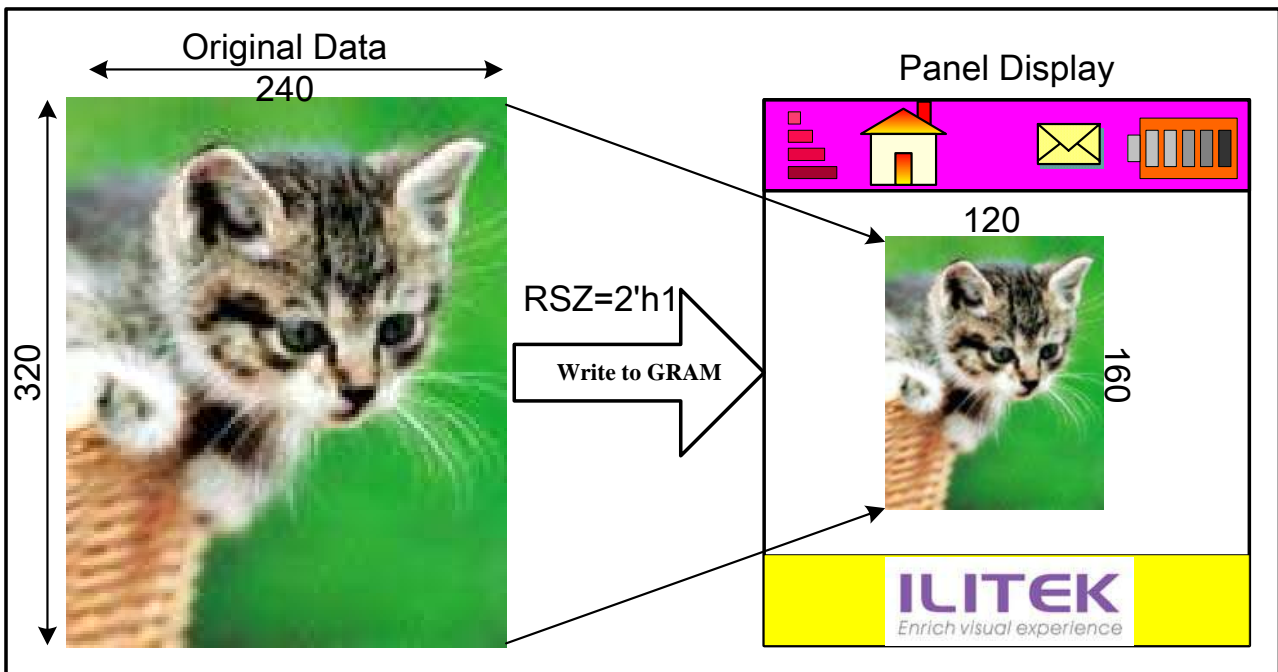 Original Data
240
320
RSZ=2'h1
Write to GRAM
Panel Display
120
160
ILITEK
Enrich visual experience